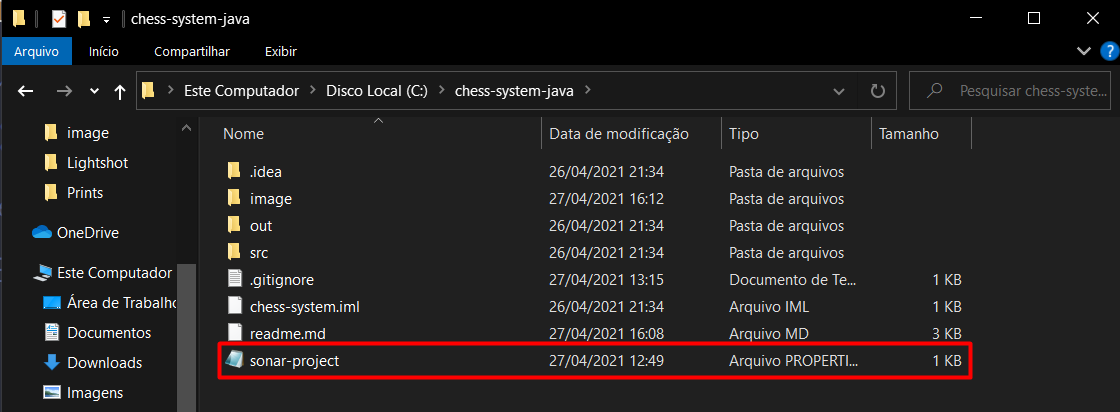 chess-system-java
Arquivo Início Compartilhar Exibir
Este Computador Disco Local (C:) chess-system-java Pesquisar chess-syste...
image
Lightshot
Prints
OneDrive
Este Computador
Área de Trabalho
Documentos
Downloads
Imagens
Nome Data de modificação Tipo Tamanho
.idea 26/04/2021 21:34 Pasta de arquivos
image 27/04/2021 16:12 Pasta de arquivos
out 26/04/2021 21:34 Pasta de arquivos
src 26/04/2021 21:34 Pasta de arquivos
.gitignore 27/04/2021 13:15 Documento de Te... 1 KB
chess-system.iml 26/04/2021 21:34 Arquivo IML 1 KB
readme.md 27/04/2021 16:08 Arquivo MD 3 KB
sonar-project 27/04/2021 12:49 Arquivo PROPERTI... 1 KB